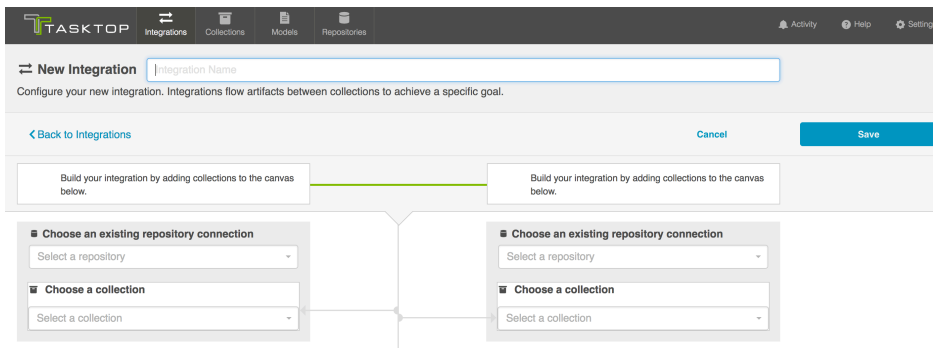 TASKTOP
Integrations
Collections
Models
Repositories
Activity
Help
Setting
New Integration
Integration Name
Configure your new integration. Integrations flow artifacts between collections to achieve a specific goal.
Back to Integrations
Cancel
Save
Build your integration by adding collections to the canvas
below.
Build your integration by adding collections to the canvas
below.
Choose an existing repository connection
Select a repository
Choose a collection
Select a collection
Choose an existing repository connection
Select a repository
Choose a collection
Select a collection